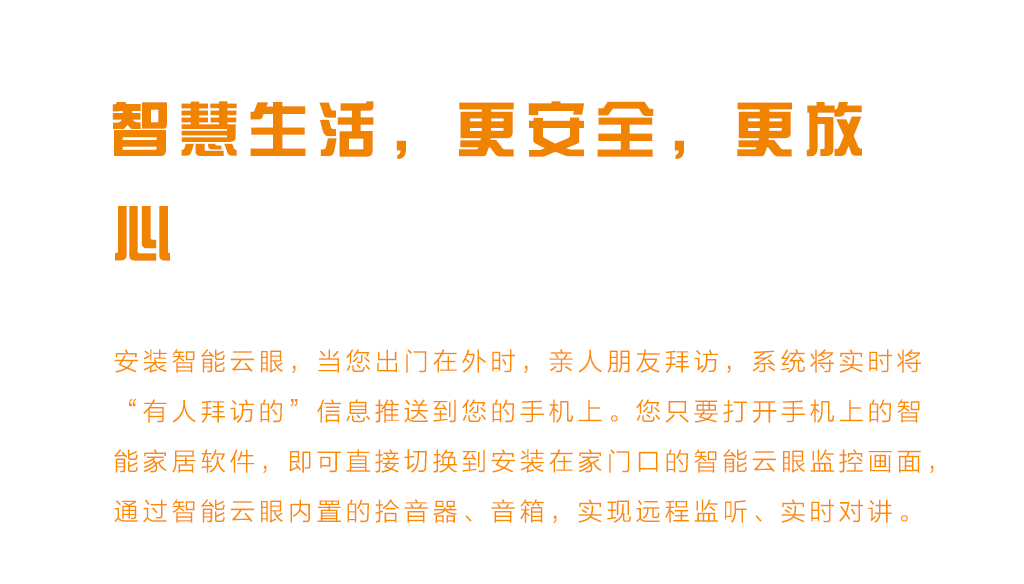 智慧生活，更安全，更放
心
安装智能云眼，当您出门在外时，亲人朋友拜访，系统将实时将
“有人拜访的”信息推送到您的手机上。您只要打开手机上的智
能家居软件，即可直接切换到安装在家门口的智能云眼监控画面，
通过智能云眼内置的拾音器、音箱，实现远程监听、实时对讲。